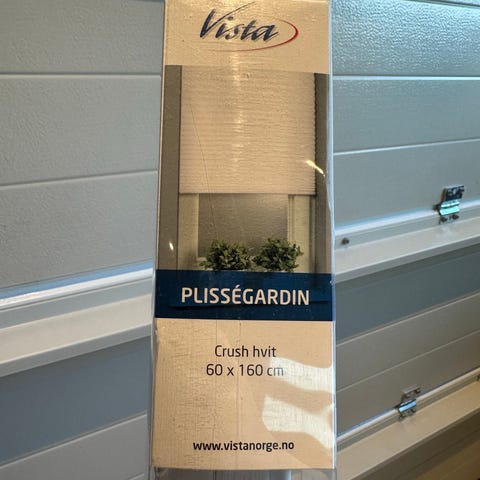 Vista
PLISSÉGARDIN
Crush hvit
60 x 160 cm
www.vistanorge.no